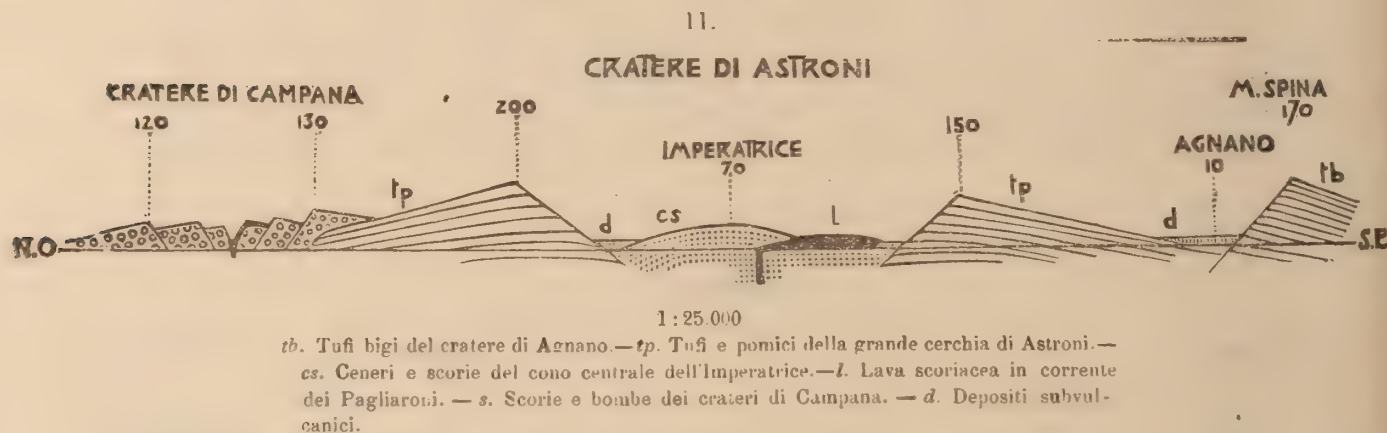 11.
CRATERE DI ASTRONI
CRATERE DI CAMPANA
M. SPINA
120
130
200
150
170
IMPERATRICE
70
AGNANO
10
tp
tp
tb
d
cs
l
d
N.O.
S.E.
1 : 25.000
tb. Tufi bigi del cratere di Agnano.—tp. Tufi e pomici della grande cerchia di Astroni.—
cs. Ceneri e scorie del cono centrale dell'Imperatrice.—l. Lava scoriacea in corrente
dei Pagliaroni. — s. Scorie e bombe dei crateri di Campana. — d. Depositi subvul-
canici.